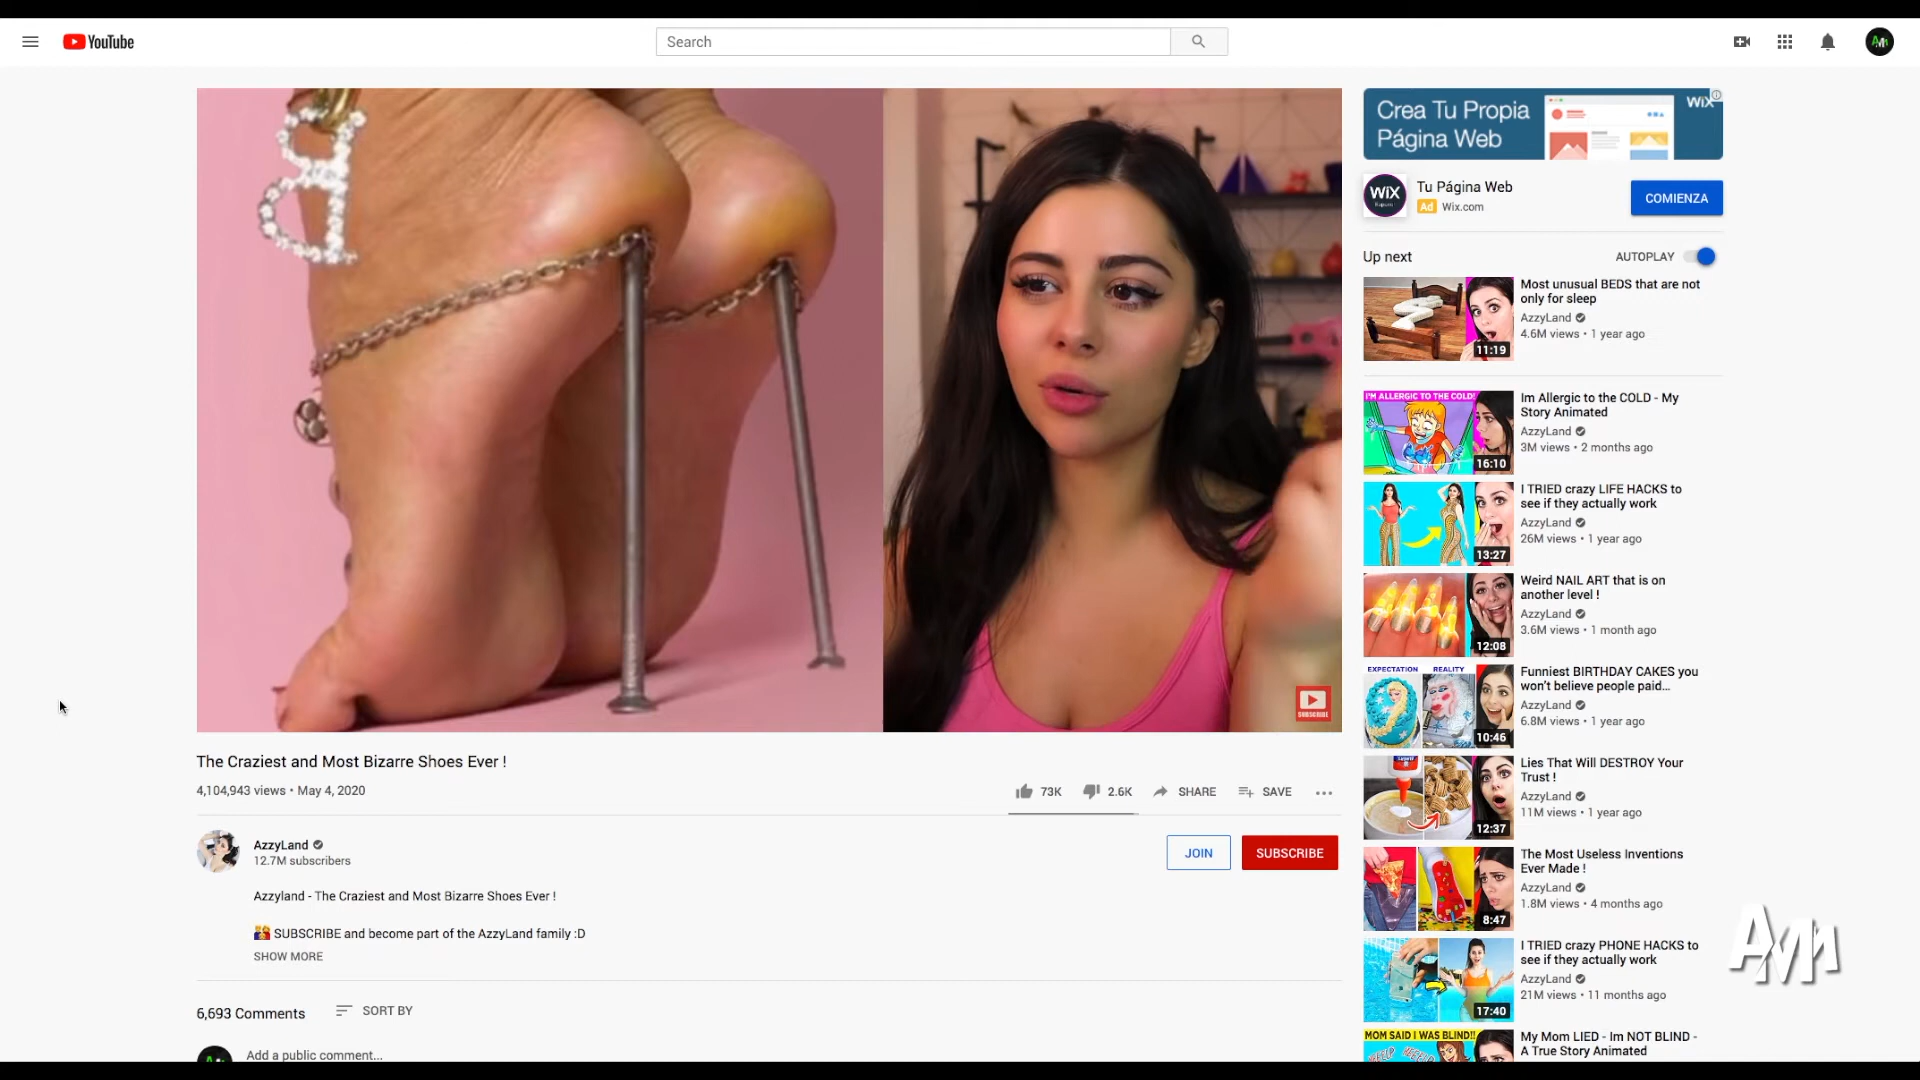 YouTube
Search
Crea Tu Propia
Página Web
WiX
WiX
Tu Página Web
Ad Wix.com
COMIENZA
Up next
AUTOPLAY
Most unusual BEDS that are not
only for sleep
AzzyLand
4.6M views • 1 year ago
11:19
I'M ALLERGIC TO THE COLD!
Im Allergic to the COLD - My
Story Animated
AzzyLand
3M views • 2 months ago
16:10
I TRIED crazy LIFE HACKS to
see if they actually work
AzzyLand
26M views • 1 year ago
13:27
Weird NAIL ART that is on
another level !
AzzyLand
3.6M views • 1 month ago
12:08
EXPECTATION REALITY
Funniest BIRTHDAY CAKES you
won't believe people paid...
AzzyLand
6.8M views • 1 year ago
10:46
Lies That Will DESTROY Your
Trust !
AzzyLand
11M views • 1 year ago
12:37
The Most Useless Inventions
Ever Made !
AzzyLand
1.8M views • 4 months ago
8:47
I TRIED crazy PHONE HACKS to
see if they actually work
AzzyLand
21M views • 11 months ago
17:40
MOM SAID I WAS BLIND!!
My Mom LIED - Im NOT BLIND -
A True Story Animated
SUBSCRIBE
The Craziest and Most Bizarre Shoes Ever !
4,104,943 views • May 4, 2020
73K 2.6K SHARE SAVE
AzzyLand
12.7M subscribers
JOIN SUBSCRIBE
Azzyland - The Craziest and Most Bizarre Shoes Ever !
SUBSCRIBE and become part of the AzzyLand family :D
SHOW MORE
6,693 Comments
SORT BY
Add a public comment...
AM